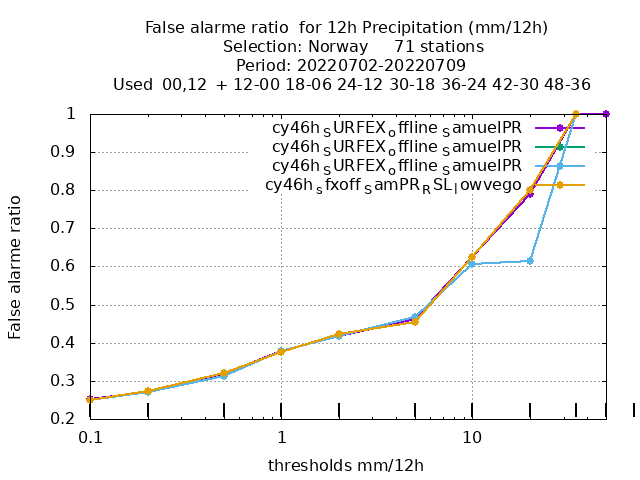 False alarme ratio  for 12h Precipitation (mm/12h)
Selection: Norway     71 stations
Period: 20220702-20220709
Used  00,12  + 12-00 18-06 24-12 30-18 36-24 42-30 48-36
cy46h_SURFEX_offline_SamuelPR
cy46h_SURFEX_offline_SamuelPR
cy46h_SURFEX_offline_SamuelPR
cy46h_sfxoff_SamPR_RSL_lowvego
False alarme ratio
1
0.9
0.8
0.7
0.6
0.5
0.4
0.3
0.2
0.1 1 10
thresholds mm/12h